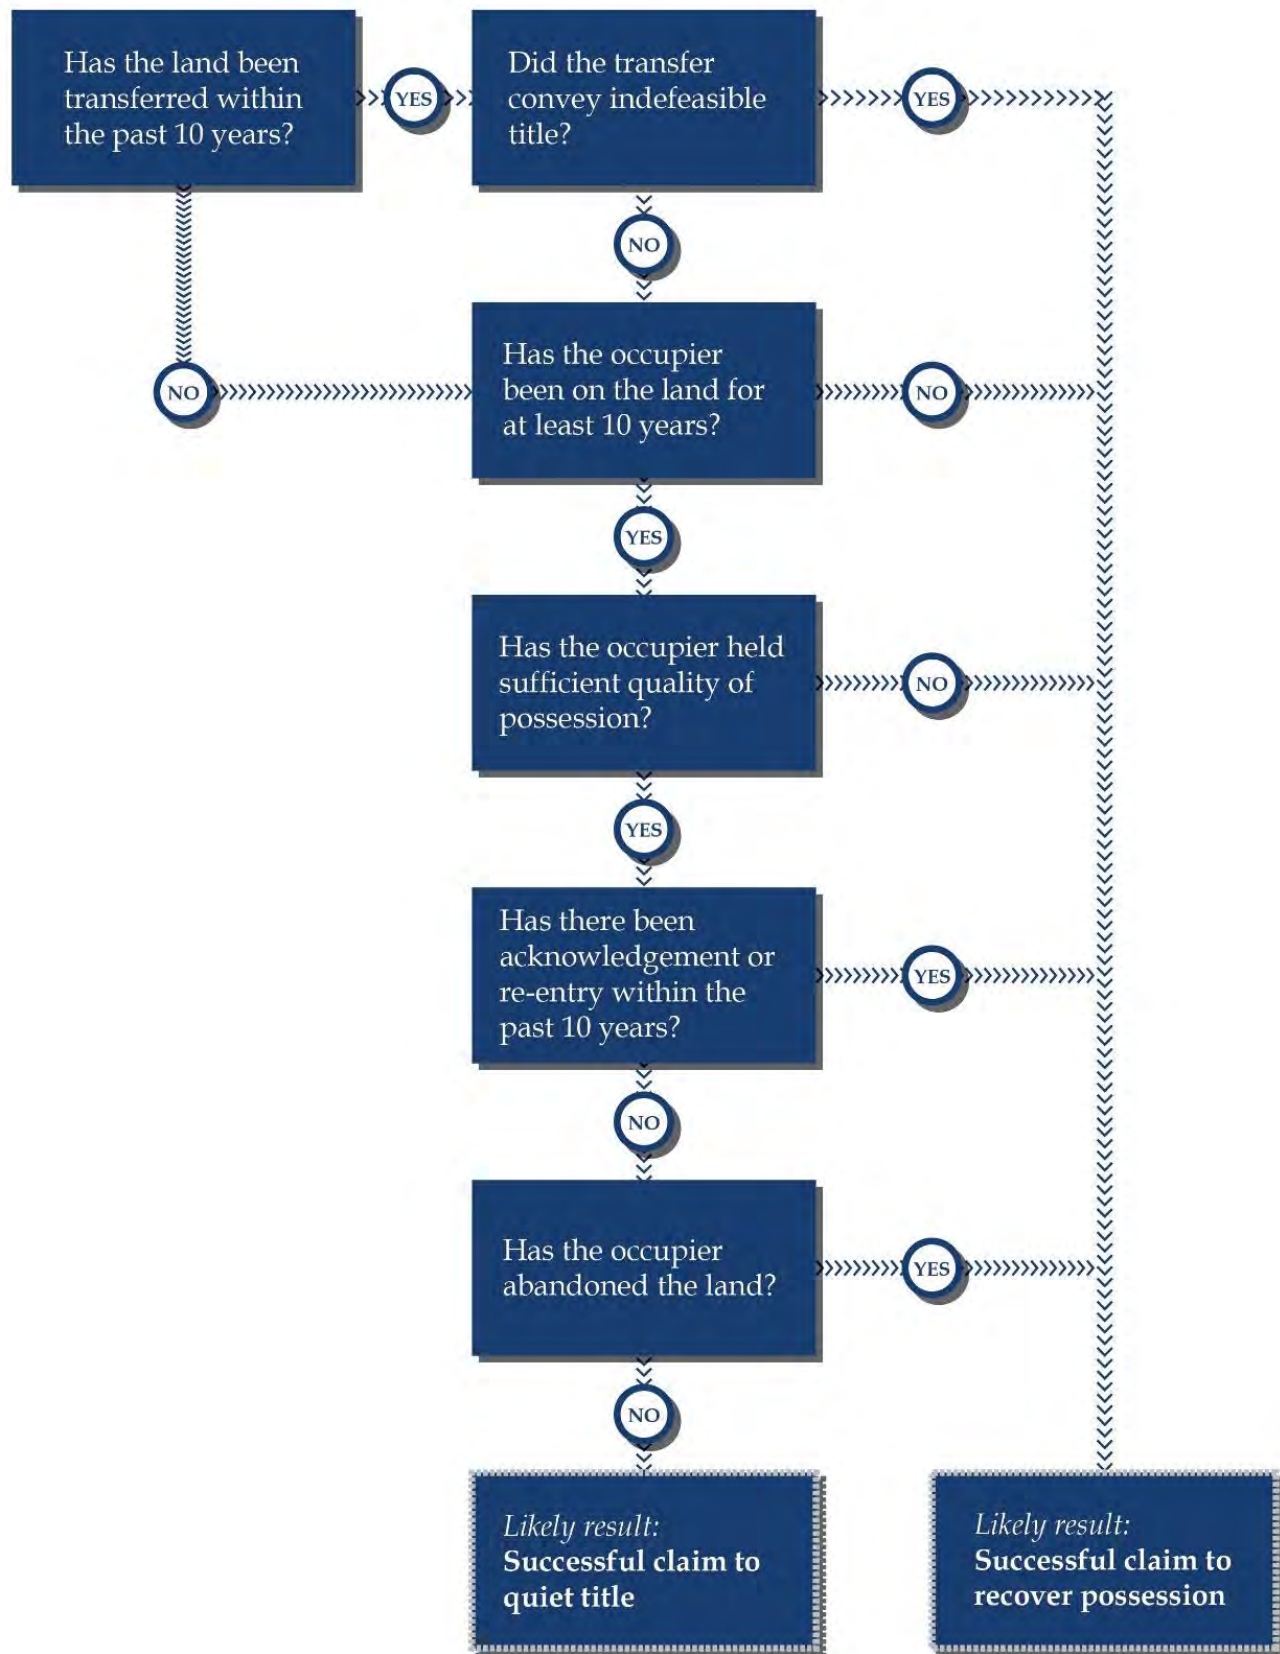 Has the land been
transferred within
the past 10 years?
YES
Did the transfer
convey indefeasible
title?
YES
NO
NO
Has the occupier
been on the land for
at least 10 years?
NO
YES
Has the occupier held
sufficient quality of
possession?
NO
YES
Has there been
acknowledgement or
re-entry within the
past 10 years?
YES
NO
Has the occupier
abandoned the land?
YES
NO
Likely result:
Successful claim to
quiet title
Likely result:
Successful claim to
recover possession